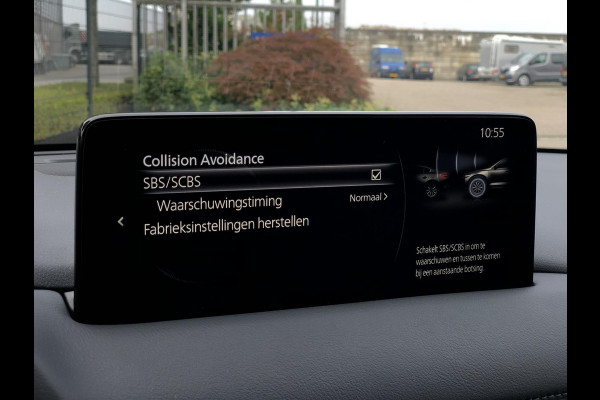 10:55
Collision Avoidance
SBS/SCBS
Waarschuwingstiming Normaal >
Fabrieksinstellingen herstellen
Schakelt SBS/SCBS in om te
waarschuwen en tussen te komen
bij een aanstaande botsing.